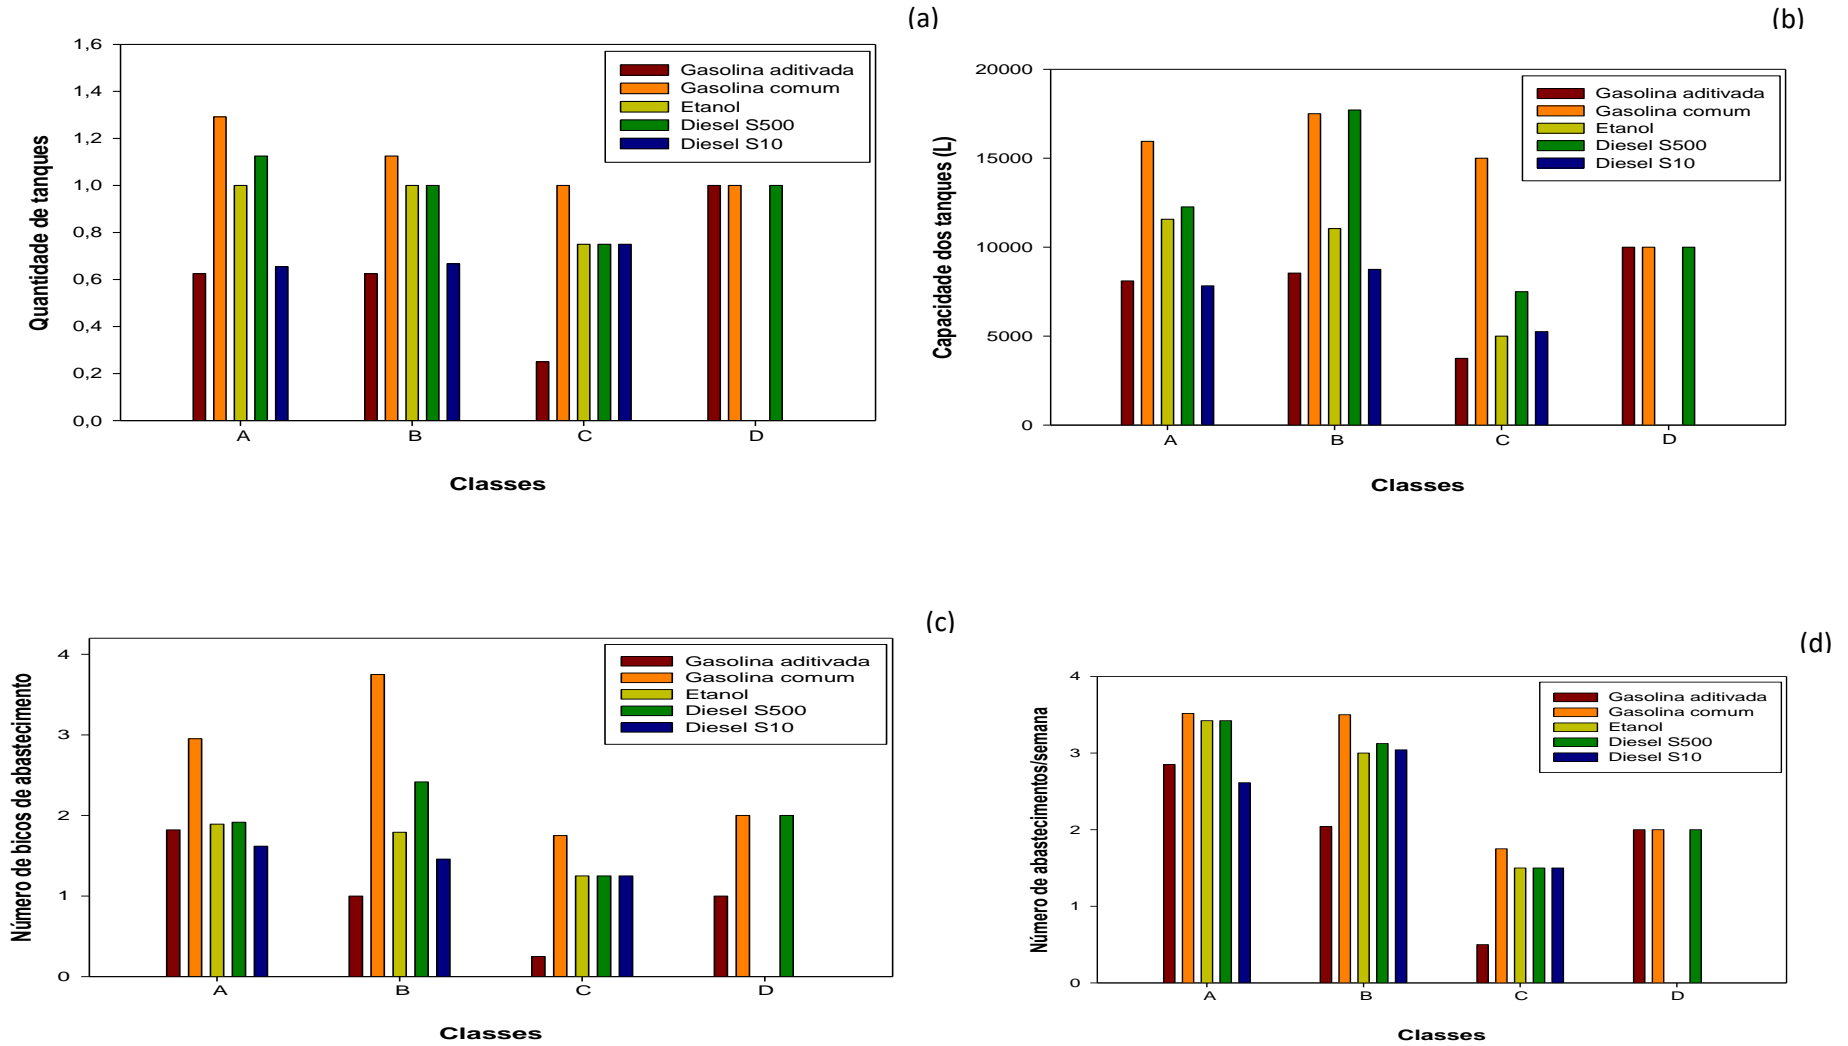 (a)
Quantidade de tanques
1,6
1,4
1,2
1,0
0,8
0,6
0,4
0,2
0,0
Gasolina aditivada
Gasolina comum
Etanol
Diesel S500
Diesel S10
A
B
C
D
Classes
(b)
Capacidade dos tanques (L)
20000
15000
10000
5000
0
Gasolina aditivada
Gasolina comum
Etanol
Diesel S500
Diesel S10
A
B
C
D
Classes
(c)
Número de bicos de abastecimento
4
3
2
1
0
Gasolina aditivada
Gasolina comum
Etanol
Diesel S500
Diesel S10
A
B
C
D
Classes
(d)
Número de abastecimentos/semana
4
3
2
1
0
Gasolina aditivada
Gasolina comum
Etanol
Diesel S500
Diesel S10
A
B
C
D
Classes